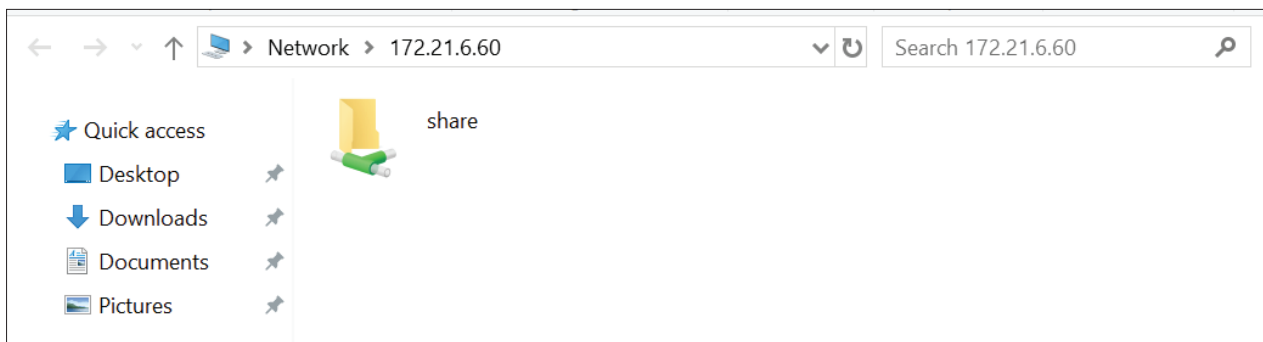 Network > 172.21.6.60
Search 172.21.6.60
Quick access
share
Desktop
Downloads
Documents
Pictures